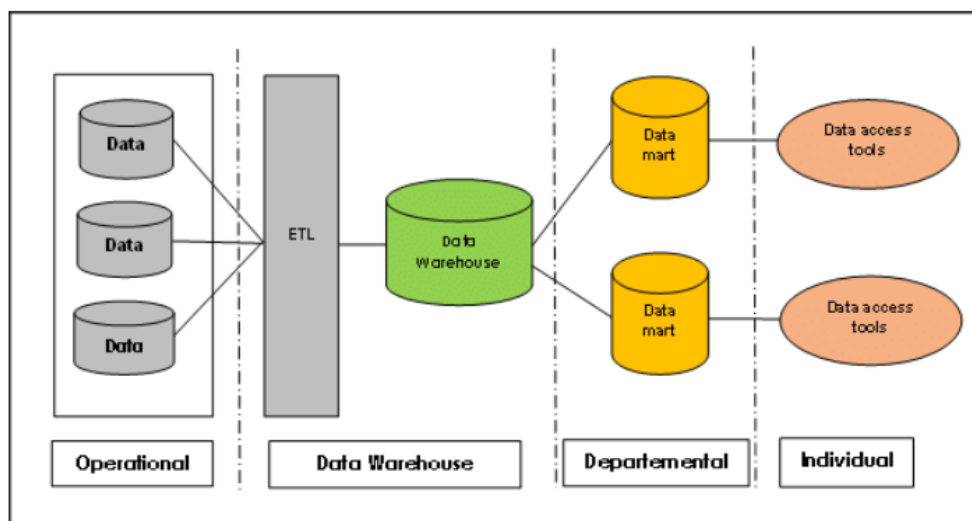 Data
Data
Data
ETL
Data
Warehouse
Data
mart
Data
mart
Data access
tools
Data access
tools
Operational
Data Warehouse
Departemental
Individual